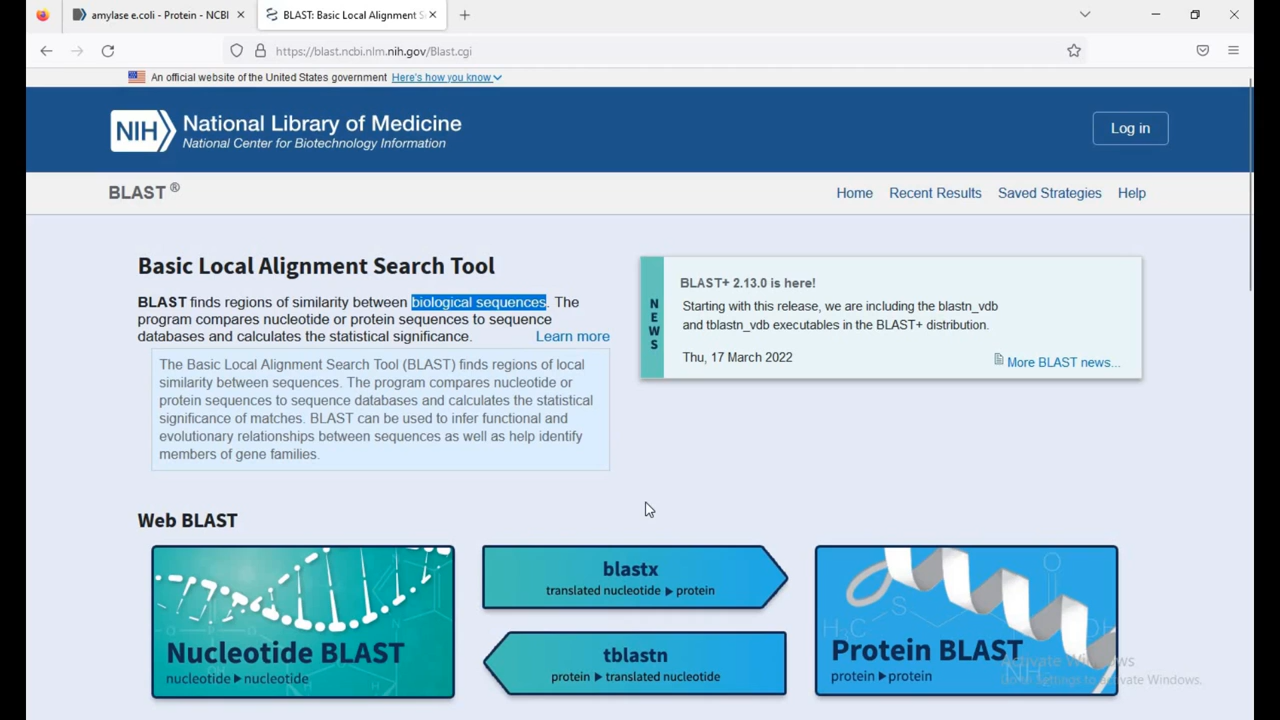 amylase e.coli - Protein - NCBI
BLAST: Basic Local Alignment S
https://blast.ncbi.nlm.nih.gov/Blast.cgi
An official website of the United States government Here's how you know
NIH National Library of Medicine
National Center for Biotechnology Information
Log in
BLAST ®
Home Recent Results Saved Strategies Help
Basic Local Alignment Search Tool
BLAST finds regions of similarity between biological sequences. The
program compares nucleotide or protein sequences to sequence
databases and calculates the statistical significance. Learn more
The Basic Local Alignment Search Tool (BLAST) finds regions of local
similarity between sequences. The program compares nucleotide or
protein sequences to sequence databases and calculates the statistical
significance of matches. BLAST can be used to infer functional and
evolutionary relationships between sequences as well as help identify
members of gene families.
NEWS
BLAST+ 2.13.0 is here!
Starting with this release, we are including the blastn_vdb
and tblastn_vdb executables in the BLAST+ distribution.
Thu, 17 March 2022
More BLAST news...
Web BLAST
Nucleotide BLAST
nucleotide ▶ nucleotide
blastx
translated nucleotide ▶ protein
tblastn
protein ▶ translated nucleotide
Protein BLAST
protein ▶ protein
Activate Windows
Go to Settings to activate Windows.